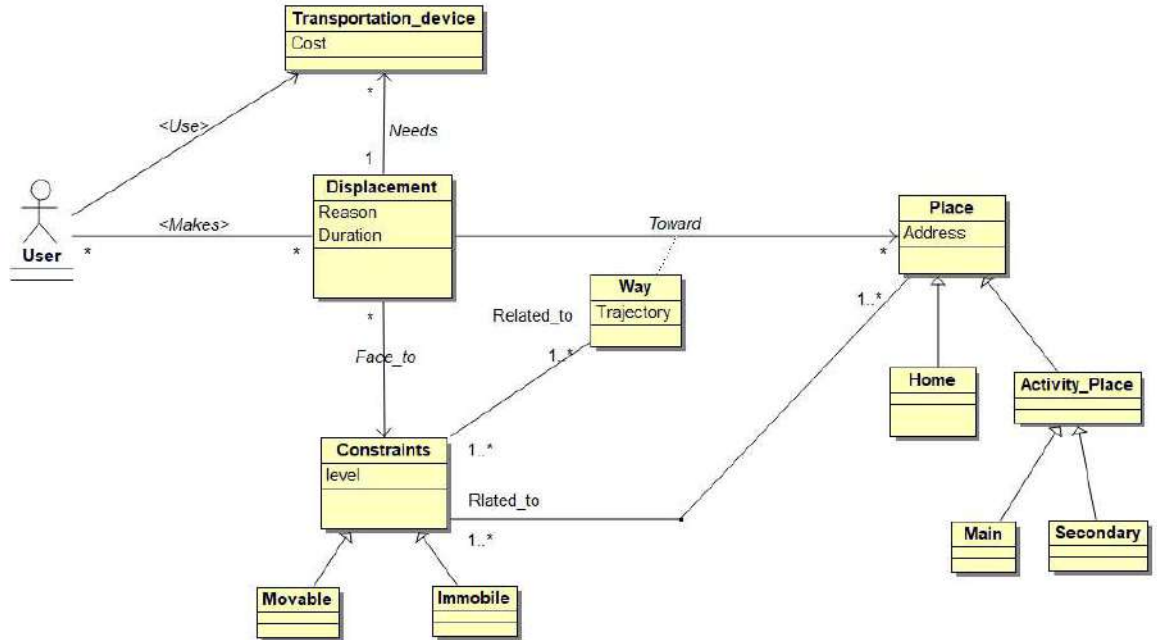 Transportation_device
Cost
<Use>
*
Needs
1
Displacement
Reason
Duration
User
*
<Makes>
*
Toward
*
Place
Address
Way
Trajectory
*
Face_to
Related_to
1..*
1..*
1..*
Home
Activity_Place
Constraints
level
Rlated_to
1..*
Main
Secondary
Movable
Immobile